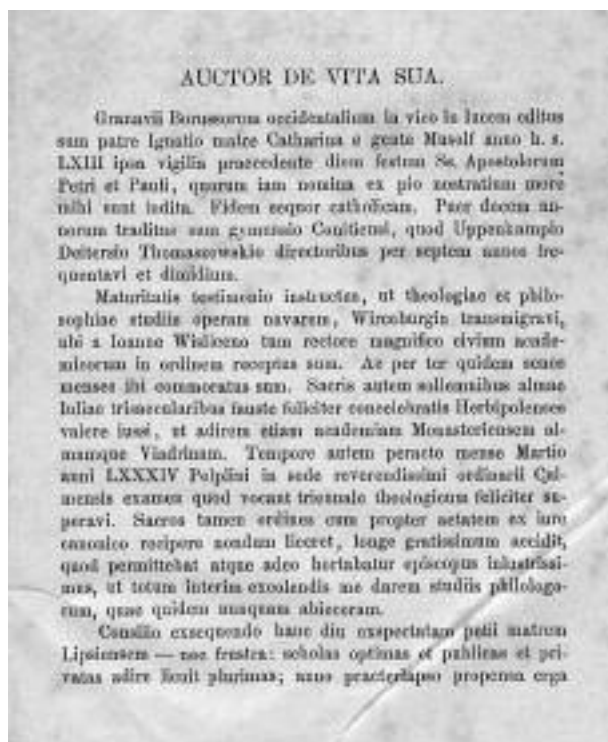 AUCTOR DE VITA SUA.
Granavii Borussorum occidentalium in vico in lucem editus
sum patre Ignatio matre Catharina e gente Musolf anno h. s.
LXIII ipsa vigilia praecedente diem festum Ss. Apostolorum
Petri et Pauli, quorum iam nomina ex pio nostratium more
mihi sunt indita. Fidem sequor catholicam. Puer decem an-
norum traditus sum gymnasio Conitiensi, quod Uppenkampio
Deitersio Thomaszewskio directoribus per septem annos fre-
quentavi et dimidium.
Maturitatis testimonio instructus, ut theologiae et philo-
sophiae studiis operam navarem, Wirceburgum transmigravi,
ubi a Ioanne Wisliceno tum rectore magnifico civium acade-
micorum in ordinem receptus sum. Ac per ter quidem senos
menses ibi commoratus sum. Sacris autem sollemnibus almae
Iuliae trisaecularibus fauste feliciter concelebratis Herbipolenses
valere iussi, ut adirem etiam academiam Monasteriensem al-
mamque Viadrinam. Tempore autem peracto mense Martio
anni LXXXIV Pelplini in sede reverendissimi ordinarii Cul-
mensis examen quod vocant triennale theologicum feliciter su-
peravi. Sacros tamen ordines cum propter aetatem ex iure
canonico recipere nondum liceret, longe gratissimum accidit,
quod permittebat atque adeo hortabatur episcopus inlustrissi-
mus, ut totum interim excolendis me darem studiis philologo-
rum, quae quidem unquam abieceram.
Consilio exsequendo hanc diu exspectatam petii matrem
Lipsiensem — nec frustra: scholas optimas et publicas et pri-
vatas adire licuit plurimas; anno praeterlapso propensa erga